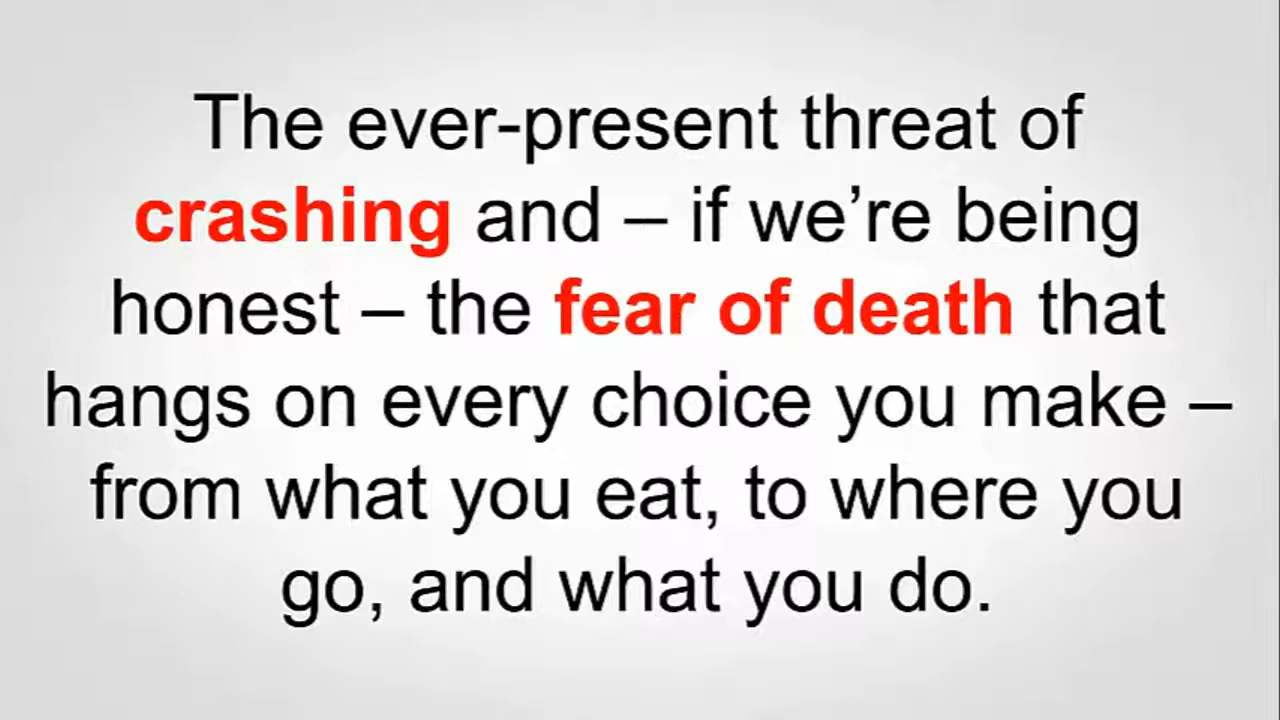 The ever-present threat of
crashing and – if we’re being
honest – the fear of death that
hangs on every choice you make –
from what you eat, to where you
go, and what you do.